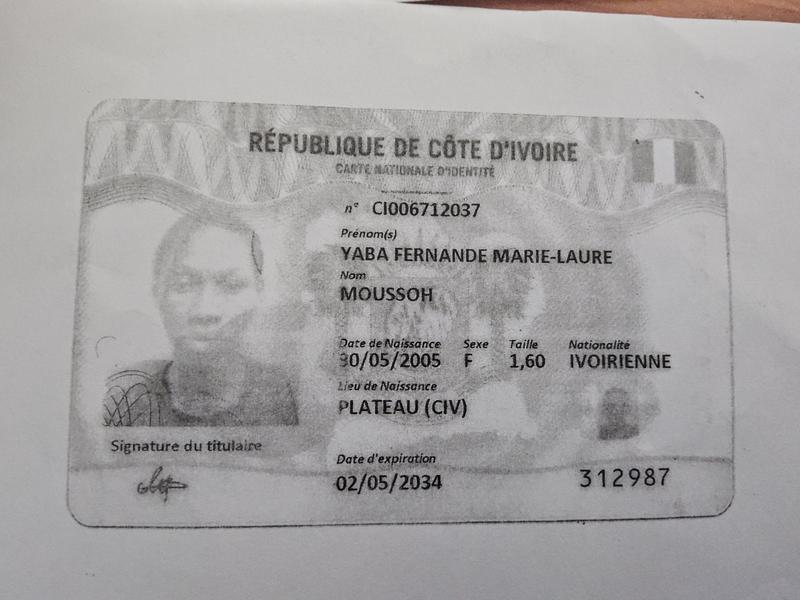 RÉPUBLIQUE DE CÔTE D'IVOIRE
CARTE NATIONALE D'IDENTITÉ
n° CI006712037
Prénom(s)
YABA FERNANDE MARIE-LAURE
Nom
MOUSSOH
Date de Naissance Sexe Taille Nationalité
30/05/2005 F 1,60 IVOIRIENNE
Lieu de Naissance
PLATEAU (CIV)
Signature du titulaire
Date d'expiration
02/05/2034
312987